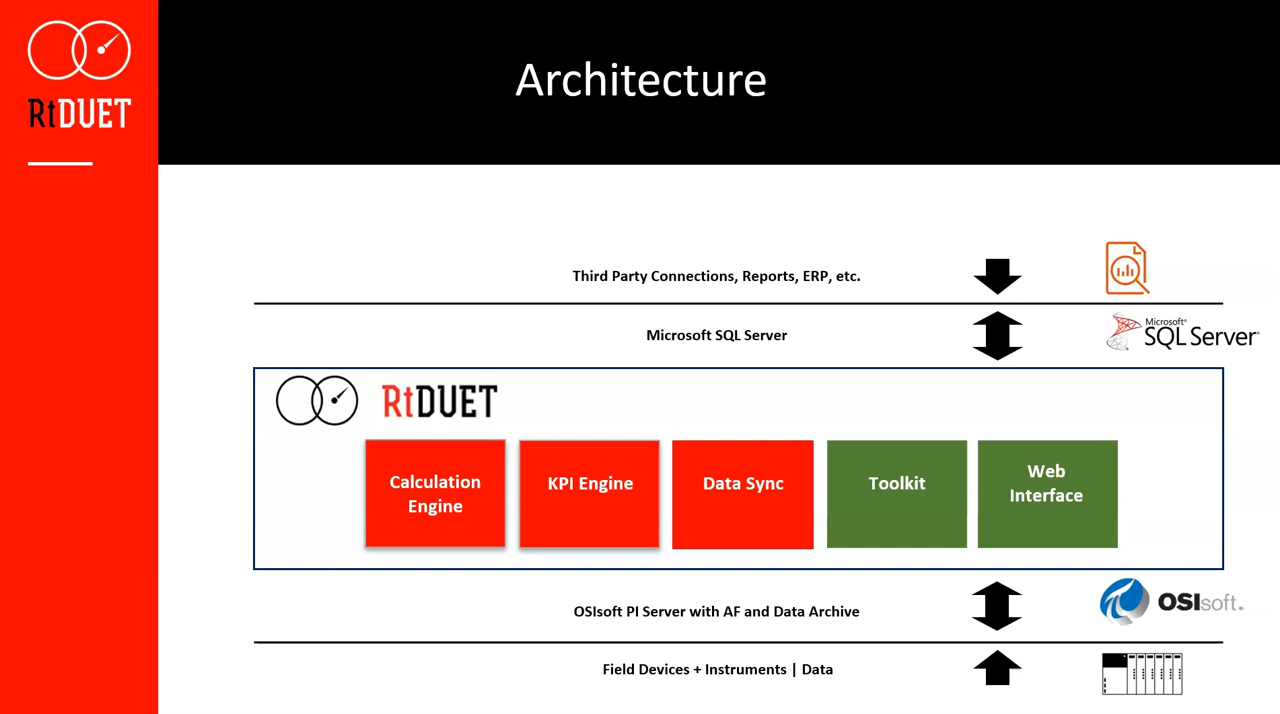 RtDUET
Architecture
Third Party Connections, Reports, ERP, etc.
Microsoft SQL Server
Microsoft®
SQL Server®
RtDUET
Calculation
Engine
KPI Engine
Data Sync
Toolkit
Web
Interface
OSIsoft PI Server with AF and Data Archive
OSIsoft.
Field Devices + Instruments | Data